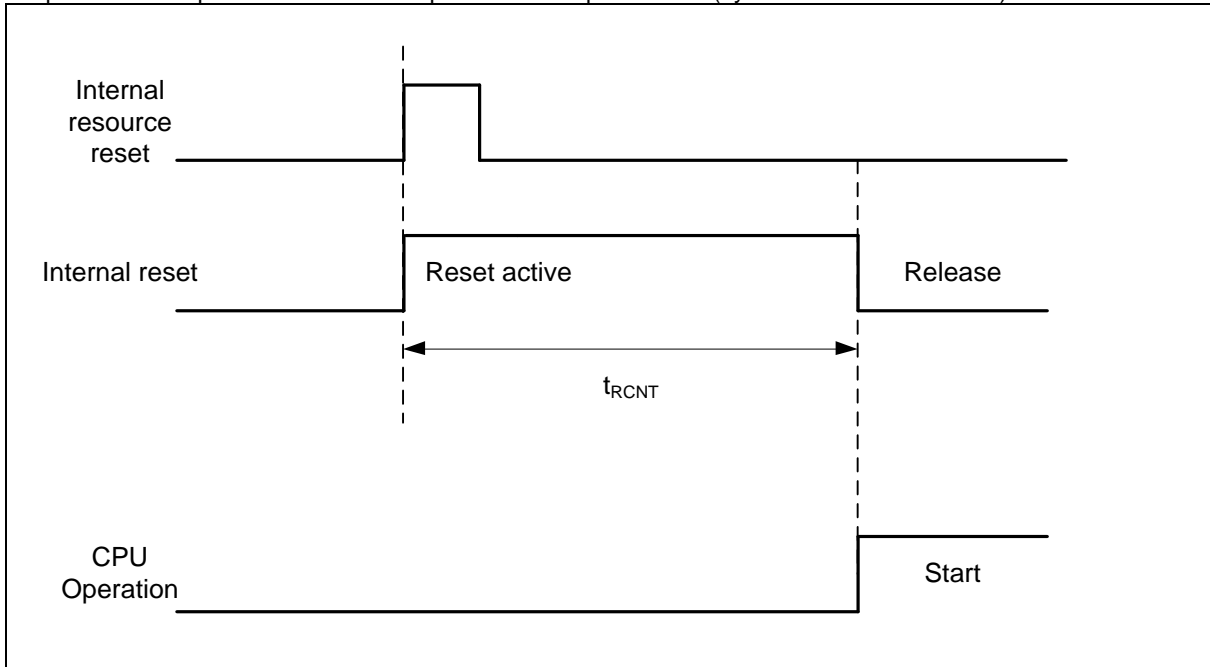 Internal
resource
reset
Internal reset
Reset active
Release
tRCNT
CPU
Operation
Start